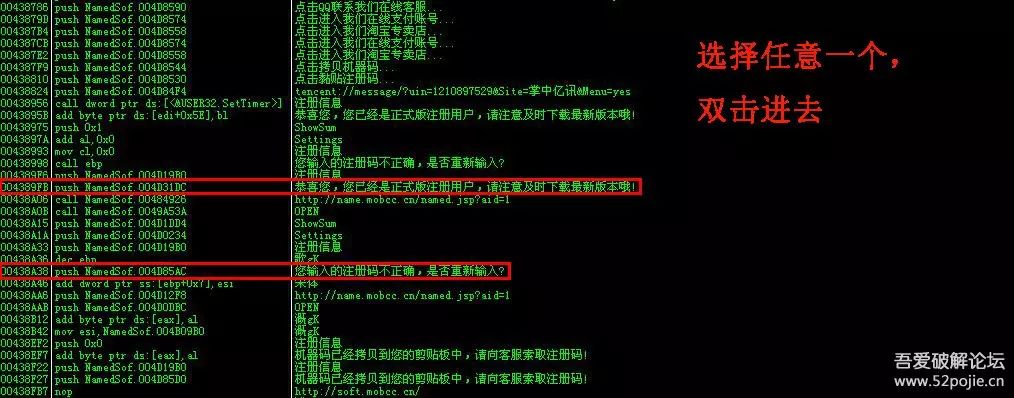 00438786 push NamedSof.004D8590 点击QQ联系我们在线客服...
0043879D push NamedSof.004D8574 点击进入我们在线支付账号...
004387B4 push NamedSof.004D8558 点击进入我们淘宝专卖店...
004387CB push NamedSof.004D8574 点击进入我们在线支付账号...
004387E2 push NamedSof.004D8558 点击进入我们淘宝专卖店...
004387F9 push NamedSof.004D8544 点击拷贝机器码...
00438810 push NamedSof.004D8530 点击黏贴注册码...
00438824 push NamedSof.004D84F4 tencent://message/?uin=1210897529&Site=掌中亿讯&Menu=yes
00438956 call dword ptr ds:[<&USER32.SetTimer>] 注册信息
0043895B add byte ptr ds:[edi+0x5E],bl 恭喜您，您已经是正式版注册用户，请注意及时下载最新版本哦!
00438975 push 0x1 ShowSum
0043897A add al,0x0 Settings
00438993 mov cl,0x0 注册信息
00438998 call ebp 您输入的注册码不正确，是否重新输入?
004389F6 push NamedSof.004D19B0 注册信息
004389FB push NamedSof.004D31DC 恭喜您，您已经是正式版注册用户，请注意及时下载最新版本哦!
00438A06 call NamedSof.00484926 http://name.mobcc.cn/named.jsp?aid=1
00438A0B call NamedSof.0049A53A OPEN
00438A15 push NamedSof.004D1DD4 ShowSum
00438A1A push NamedSof.004D0234 Settings
00438A33 push NamedSof.004D19B0 注册信息
00438A36 dec ebp 歌gK
00438A38 push NamedSof.004D85AC 您输入的注册码不正确，是否重新输入?
00438A46 add dword ptr ss:[ebp+0x?],esi 宋体
00438AA6 push NamedSof.004D12F8 http://name.mobcc.cn/named.jsp?aid=1
00438AAB push NamedSof.004D0DBC OPEN
00438B12 add byte ptr ds:[eax],al 漑gK
00438B42 mov esi,NamedSof.004B09B0 漑gK
00438EF2 push 0x0 注册信息
00438EF7 add byte ptr ds:[eax],al 机器码已经拷贝到您的剪贴板中，请向客服索取注册码!
00438F22 push NamedSof.004D19B0 注册信息
00438F27 push NamedSof.004D85D0 机器码已经拷贝到您的剪贴板中，请向客服索取注册码!
00438FB7 nop http://soft.mobcc.cn/
选择任意一个，
双击进去
吾爱破解论坛
www.52pojie.cn